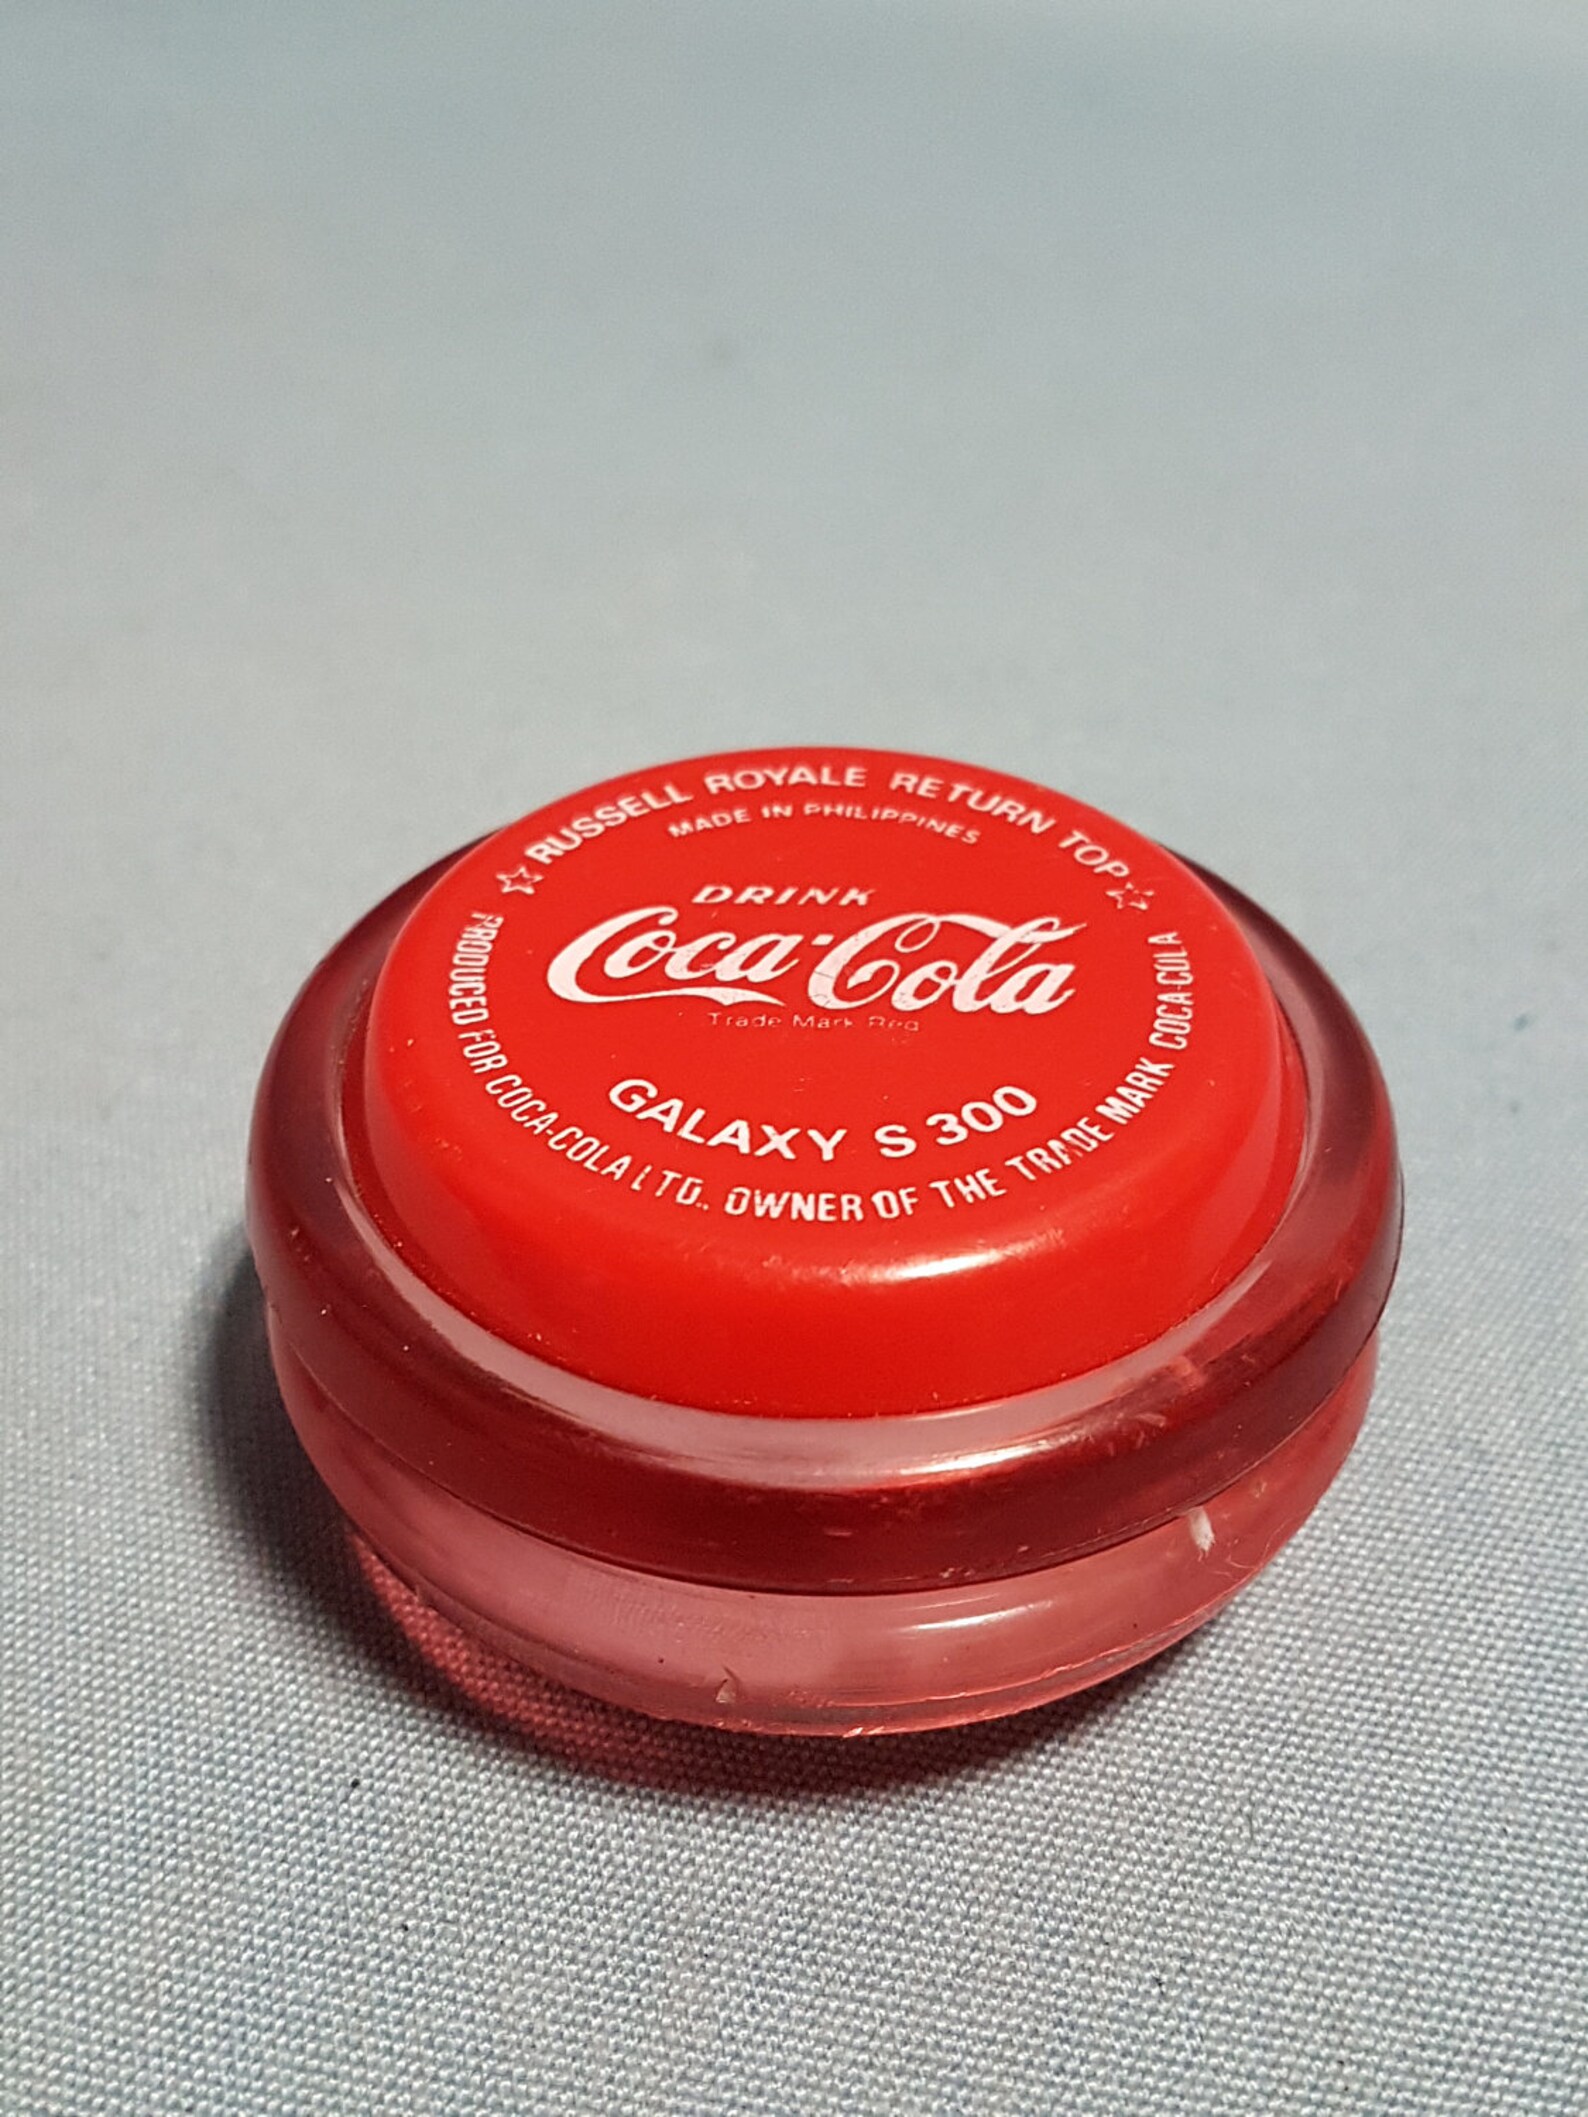 ☆ RUSSELL ROYALE RETURN TOP ☆
MADE IN PHILIPPINES
DRINK
Coca-Cola
Trade Mark Reg
GALAXY S 300
PRODUCED FOR COCA-COLA LTD., OWNER OF THE TRADE MARK COCA-COLA